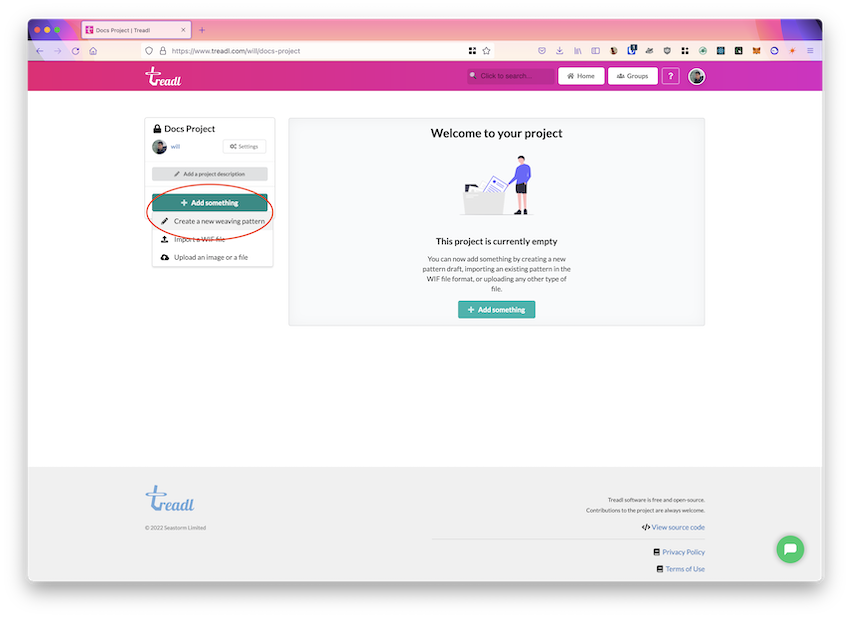 Docs Project | Treadl
https://www.treadl.com/will/docs-project
treadl
Click to search...
Home
Groups
?
Docs Project
will
Settings
Add a project description
Add something
Create a new weaving pattern
Import a WIF file
Upload an image or a file
Welcome to your project
This project is currently empty
You can now add something by creating a new
pattern draft, importing an existing pattern in the
WIF file format, or uploading any other type of
file.
Add something
treadl
© 2022 Seastorm Limited
Treadl software is free and open-source.
Contributions to the project are always welcome.
View source code
Privacy Policy
Terms of Use